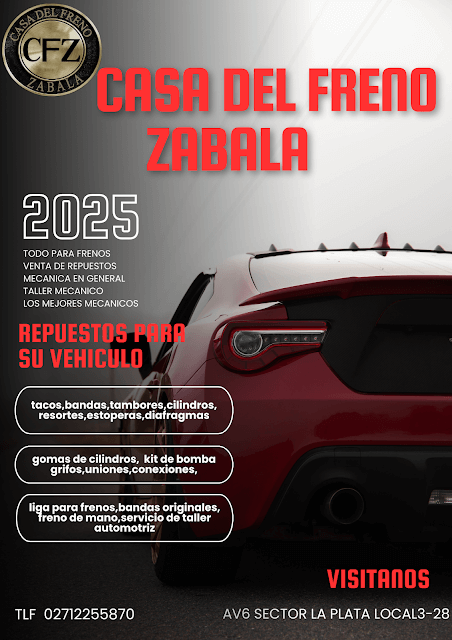 CASA DEL FRENO
CFZ
ZABALA
CASA DEL FRENO
ZABALA
2025
TODO PARA FRENOS
VENTA DE REPUESTOS
MECANICA EN GENERAL
TALLER MECANICO
LOS MEJORES MECANICOS
REPUESTOS PARA
SU VEHICULO
tacos,bandas,tambores,cilindros,
resortes,estoperas,diafragmas
gomas de cilindros, kit de bomba
grifos,uniones,conexiones,
liga para frenos,bandas originales,
freno de mano,servicio de taller
automotriz
VISITANOS
TLF 02712255870
AV6 SECTOR LA PLATA LOCAL3-28